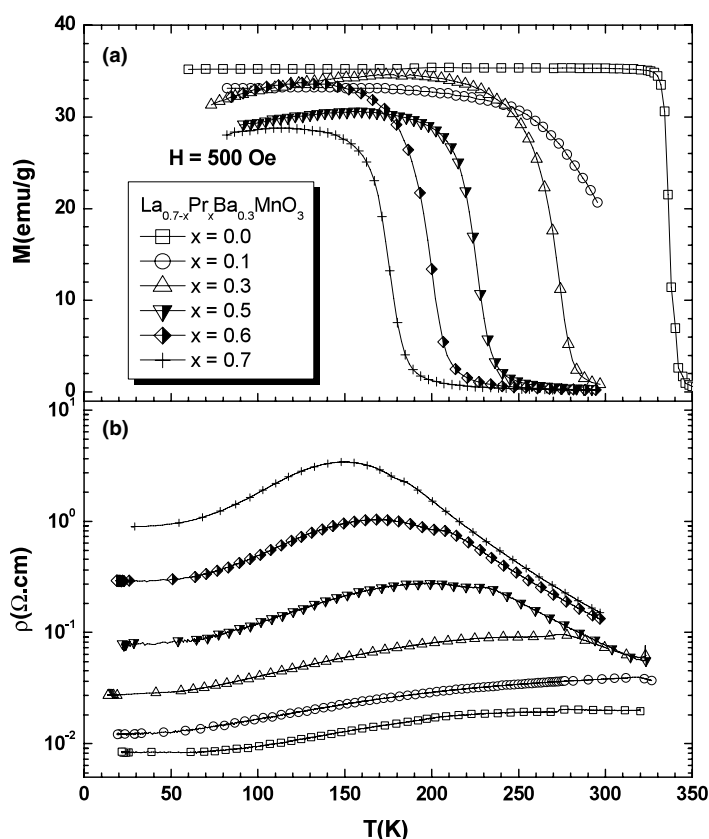 40
(a)
30
20
10
0
M(emu/g)
H = 500 Oe
La0.7-xPrxBa0.3MnO3
x = 0.0
x = 0.1
x = 0.3
x = 0.5
x = 0.6
x = 0.7
10^1
(b)
10^0
10^-1
10^-2
ρ(Ω.cm)
0 50 100 150 200 250 300 350
T(K)